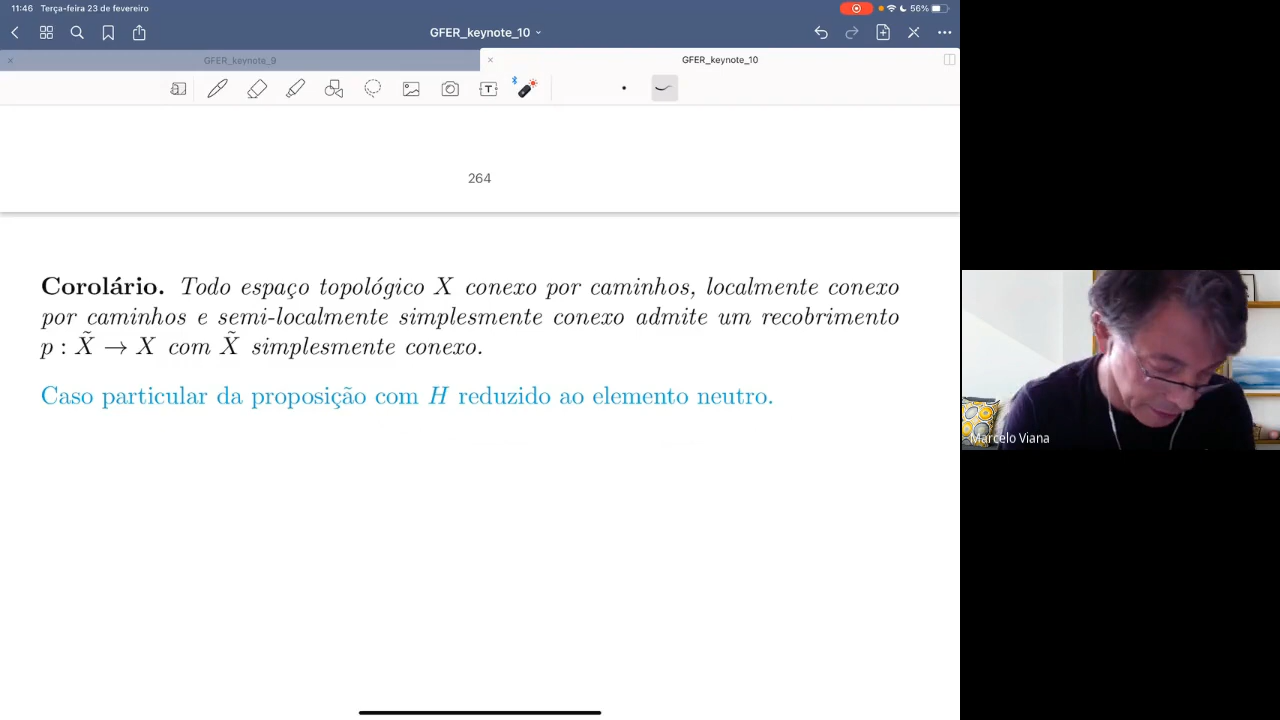 11:46 Terça-feira 23 de fevereiro
56%
GFER_keynote_10
GFER_keynote_9
GFER_keynote_10
T
264
Corolário. Todo espaço topológico X conexo por caminhos, localmente conexo
por caminhos e semi-localmente simplesmente conexo admite um recobrimento
p : X̃ → X com X̃ simplesmente conexo.
Caso particular da proposição com H reduzido ao elemento neutro.
Marcelo Viana